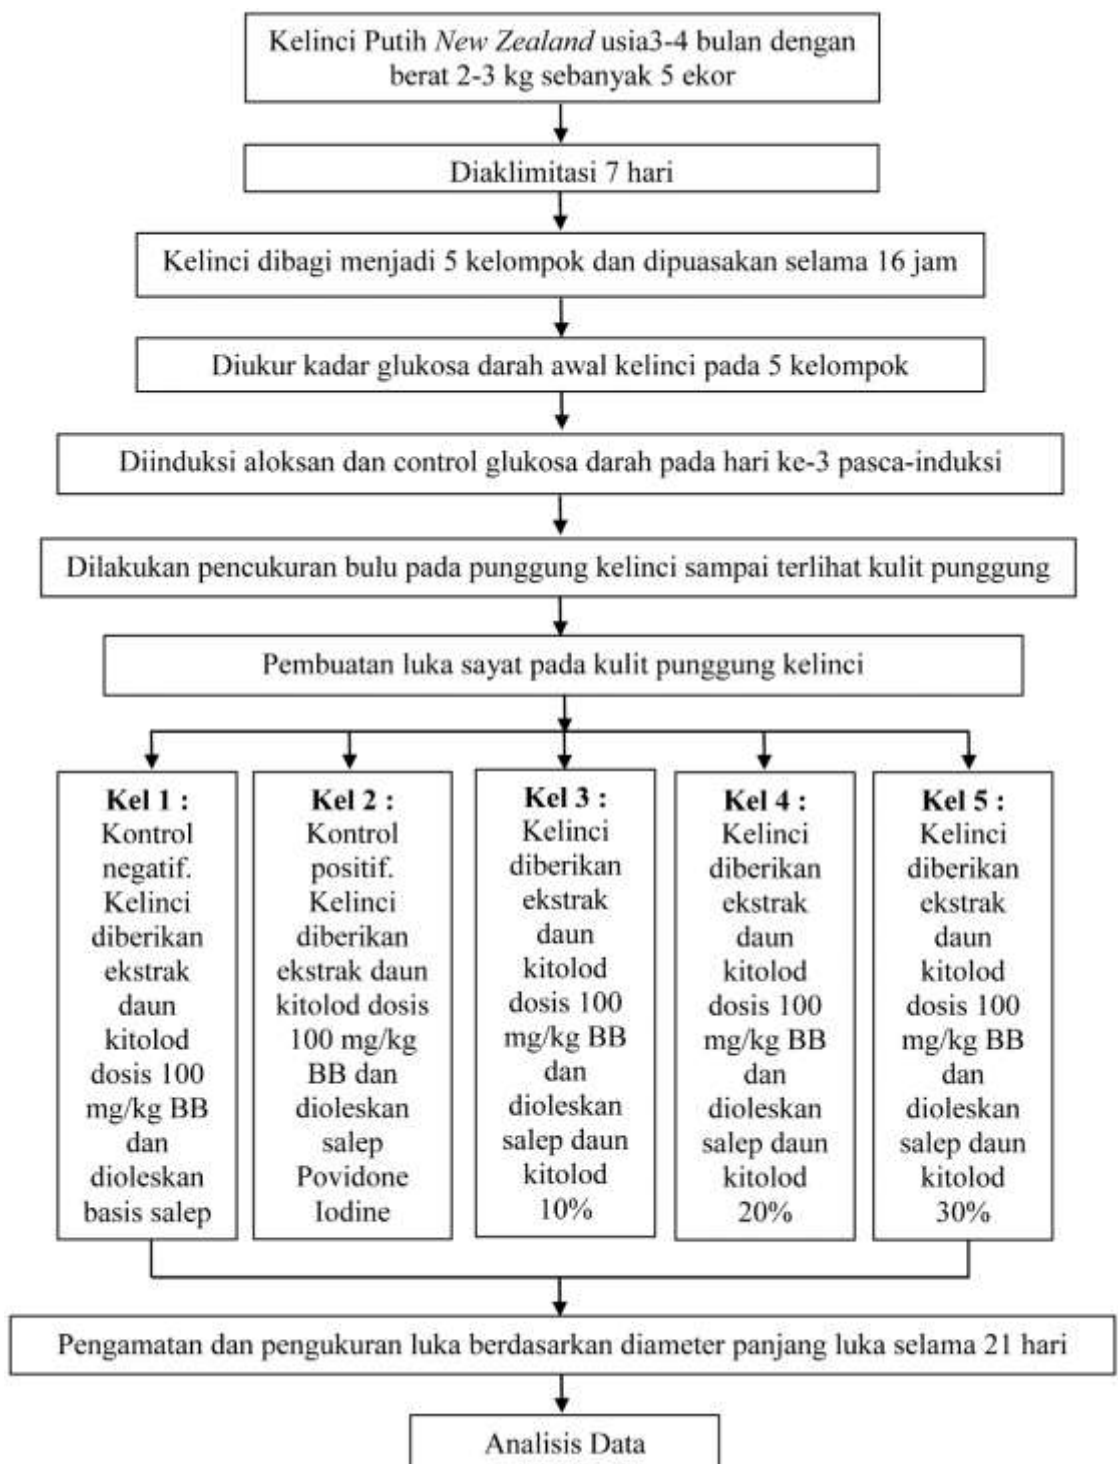 Kelinci Putih New Zealand usia3-4 bulan dengan
berat 2-3 kg sebanyak 5 ekor
Diaklimitasi 7 hari
Kelinci dibagi menjadi 5 kelompok dan dipuasakan selama 16 jam
Diukur kadar glukosa darah awal kelinci pada 5 kelompok
Diinduksi aloksan dan control glukosa darah pada hari ke-3 pasca-induksi
Dilakukan pencukuran bulu pada punggung kelinci sampai terlihat kulit punggung
Pembuatan luka sayat pada kulit punggung kelinci
Kel 1 :
Kontrol
negatif.
Kelinci
diberikan
ekstrak
daun
kitolod
dosis 100
mg/kg BB
dan
dioleskan
basis salep
Kel 2 :
Kontrol
positif.
Kelinci
diberikan
ekstrak daun
kitolod dosis
100 mg/kg
BB dan
dioleskan
salep
Povidone
Iodine
Kel 3 :
Kelinci
diberikan
ekstrak
daun
kitolod
dosis 100
mg/kg BB
dan
dioleskan
salep daun
kitolod
10%
Kel 4 :
Kelinci
diberikan
ekstrak
daun
kitolod
dosis 100
mg/kg BB
dan
dioleskan
salep daun
kitolod
20%
Kel 5 :
Kelinci
diberikan
ekstrak
daun
kitolod
dosis 100
mg/kg BB
dan
dioleskan
salep daun
kitolod
30%
Pengamatan dan pengukuran luka berdasarkan diameter panjang luka selama 21 hari
Analisis Data